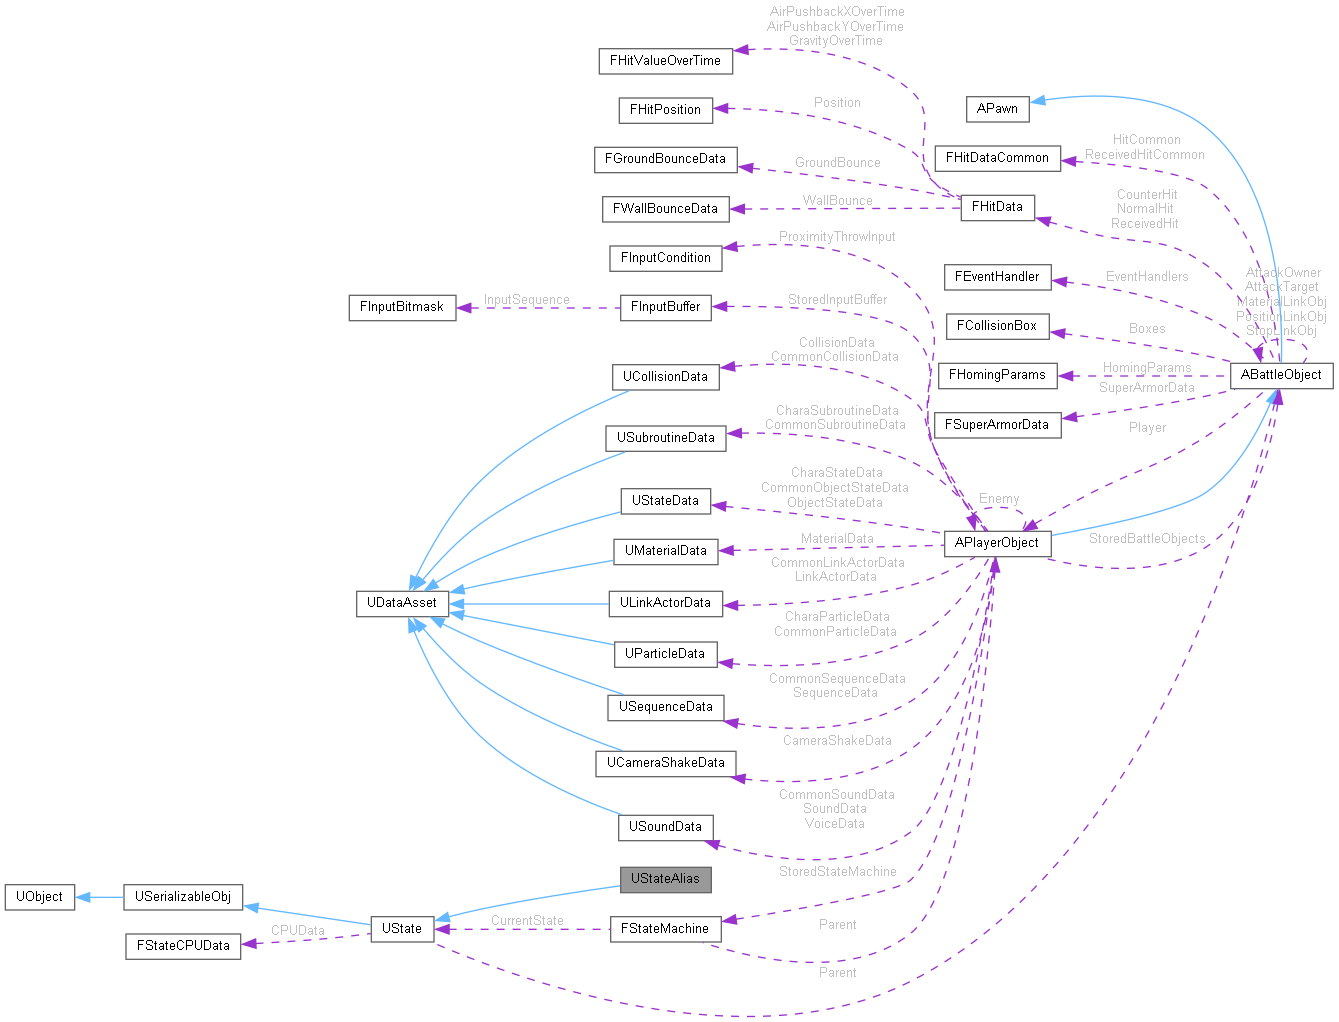 AirPushbackXOverTime
AirPushbackYOverTime
GravityOverTime
FHitValueOverTime
Position
FHitPosition
APawn
HitCommon
ReceivedHitCommon
FHitDataCommon
GroundBounce
FGroundBounceData
CounterHit
NormalHit
ReceivedHit
WallBounce
FWallBounceData
FHitData
ProximityThrowInput
FInputCondition
EventHandlers
FEventHandler
AttackOwner
AttackTarget
MaterialLinkObj
PositionLinkObj
StopLinkObj
InputSequence
FInputBitmask
FInputBuffer
StoredInputBuffer
Boxes
FCollisionBox
CollisionData
CommonCollisionData
UCollisionData
HomingParams
FHomingParams
ABattleObject
SuperArmorData
FSuperArmorData
CharaSubroutineData
CommonSubroutineData
USubroutineData
Player
CharaStateData
CommonObjectStateData
ObjectStateData
UStateData
Enemy
MaterialData
UMaterialData
APlayerObject
StoredBattleObjects
CommonLinkActorData
LinkActorData
ULinkActorData
UDataAsset
CharaParticleData
CommonParticleData
UParticleData
CommonSequenceData
SequenceData
USequenceData
CameraShakeData
UCameraShakeData
CommonSoundData
SoundData
VoiceData
USoundData
StoredStateMachine
UStateAlias
UObject
USerializableObj
CurrentState
UState
FStateMachine
Parent
CPUData
FStateCPUData
Parent